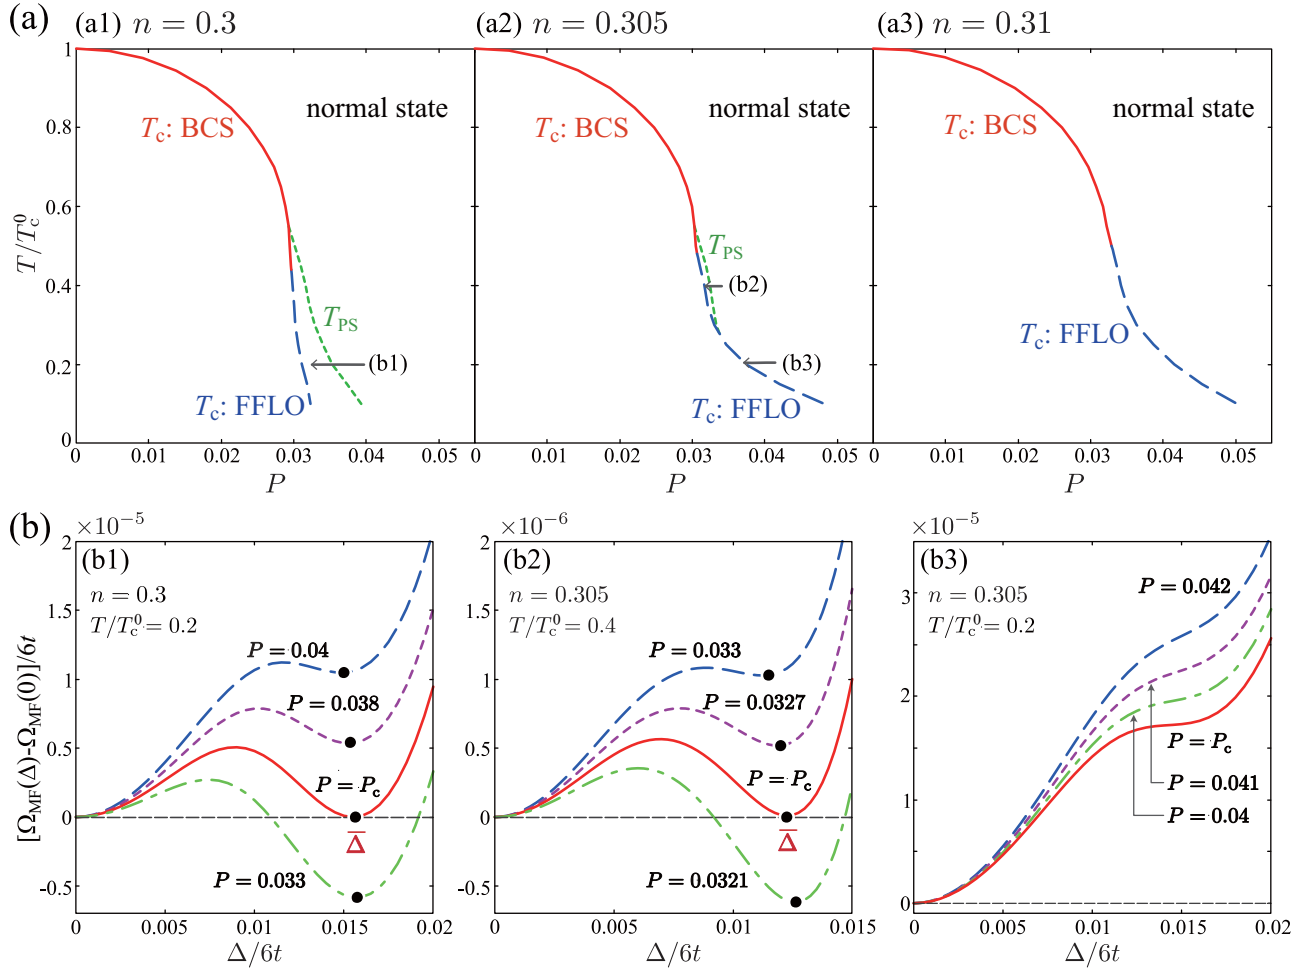 (a)
(a1) n = 0.3
(a2) n = 0.305
(a3) n = 0.31
1
0.8
0.6
0.4
0.2
0
T/T_c^0
normal state
T_c: BCS
T_PS
(b1)
T_c: FFLO
normal state
T_c: BCS
T_PS
(b2)
(b3)
T_c: FFLO
normal state
T_c: BCS
T_c: FFLO
0.01 0.02 0.03 0.04 0.05
0 0.01 0.02 0.03 0.04 0.05
0 0.01 0.02 0.03 0.04 0.05
P
P
P
(b)
×10^−5
(b1)
n = 0.3
T/T_c^0 = 0.2
2
1.5
1
0.5
0
-0.5
[Ω_MF(Δ)-Ω_MF(0)]/6t
P = 0.04
P = 0.038
P = P_c
Δ̅
P = 0.033
0 0.005 0.01 0.015 0.02
Δ/6t
×10^−6
(b2)
n = 0.305
T/T_c^0 = 0.4
2
1.5
1
0.5
0
-0.5
P = 0.033
P = 0.0327
P = P_c
Δ̅
P = 0.0321
0 0.005 0.01 0.015
Δ/6t
×10^−5
(b3)
n = 0.305
T/T_c^0 = 0.2
3
2
1
0
P = 0.042
P = P_c
P = 0.041
P = 0.04
0 0.005 0.01 0.015 0.02
Δ/6t